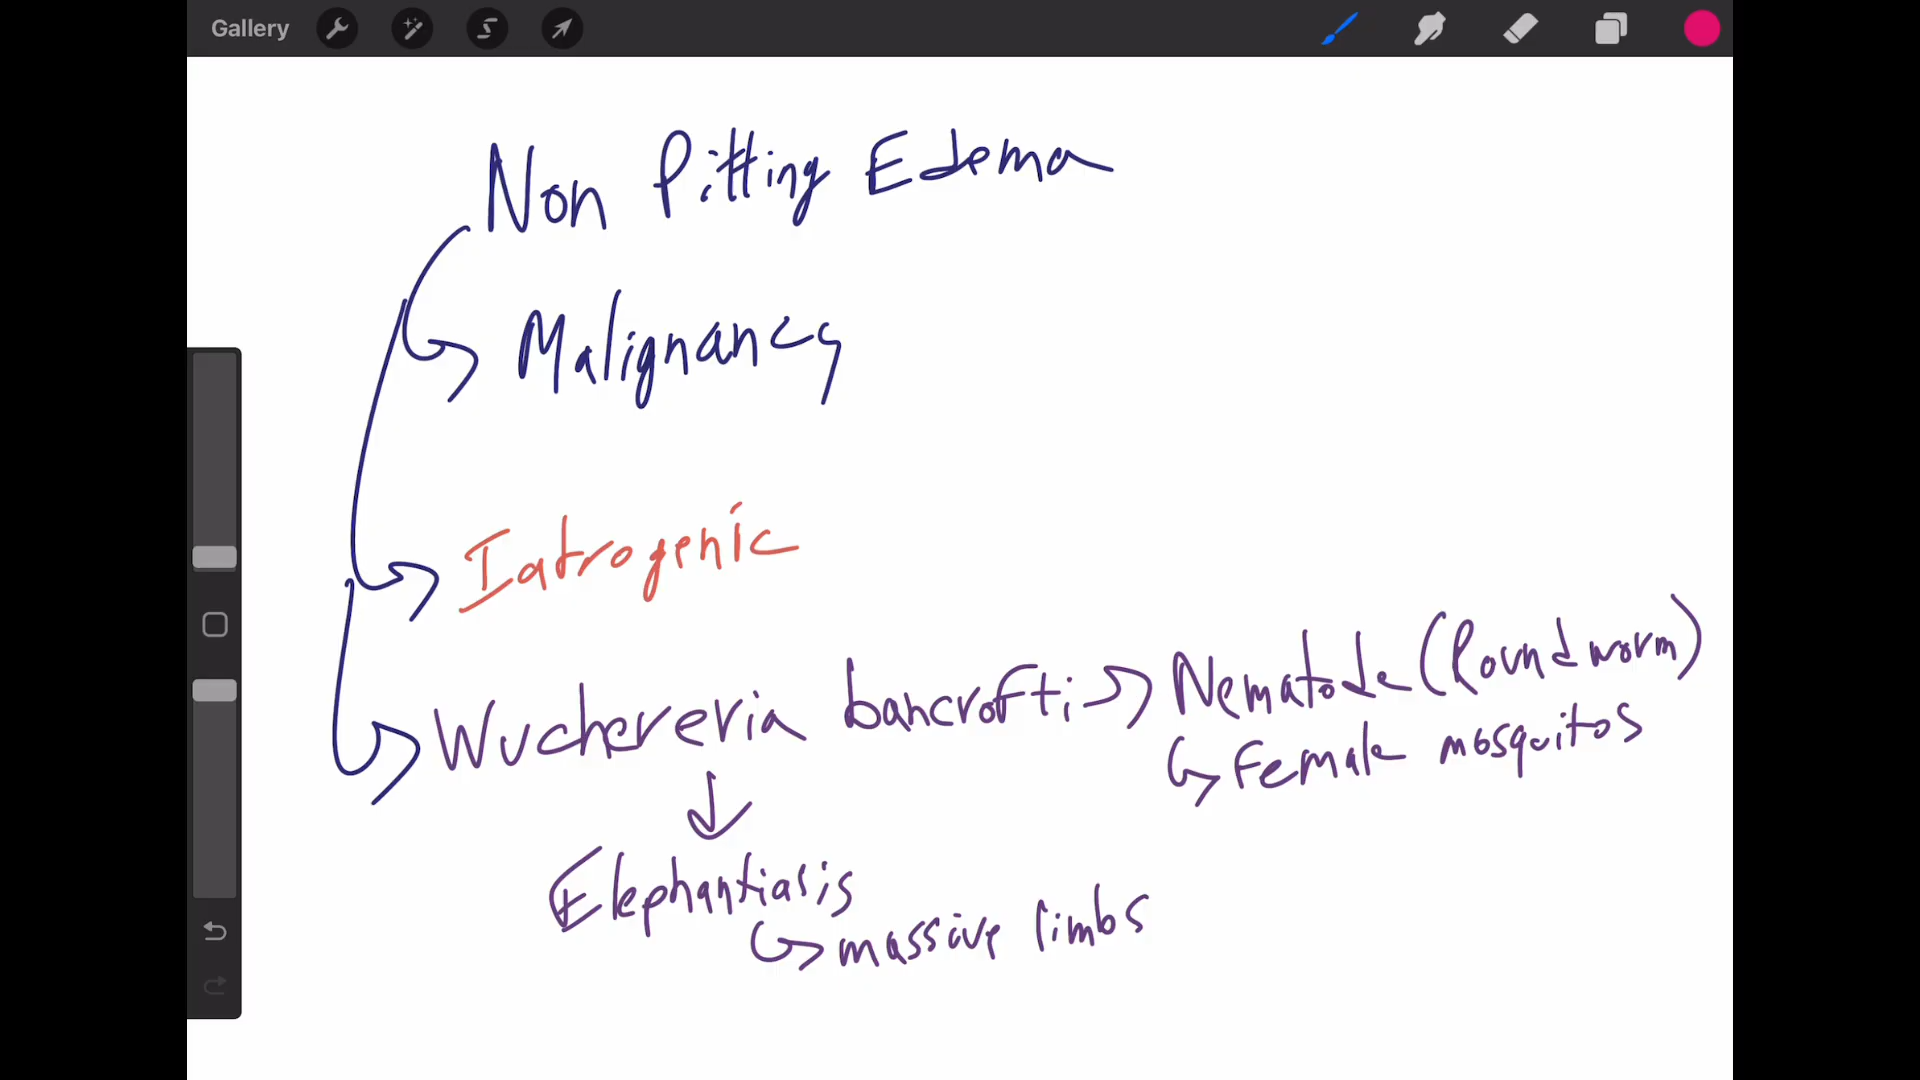 Gallery
Non Pitting Edema
Malignancy
Iatrogenic
Wuchereria bancrofti → Nematode (Roundworm)
↳ Female mosquitos
↓
Elephantiasis
↳ massive limbs